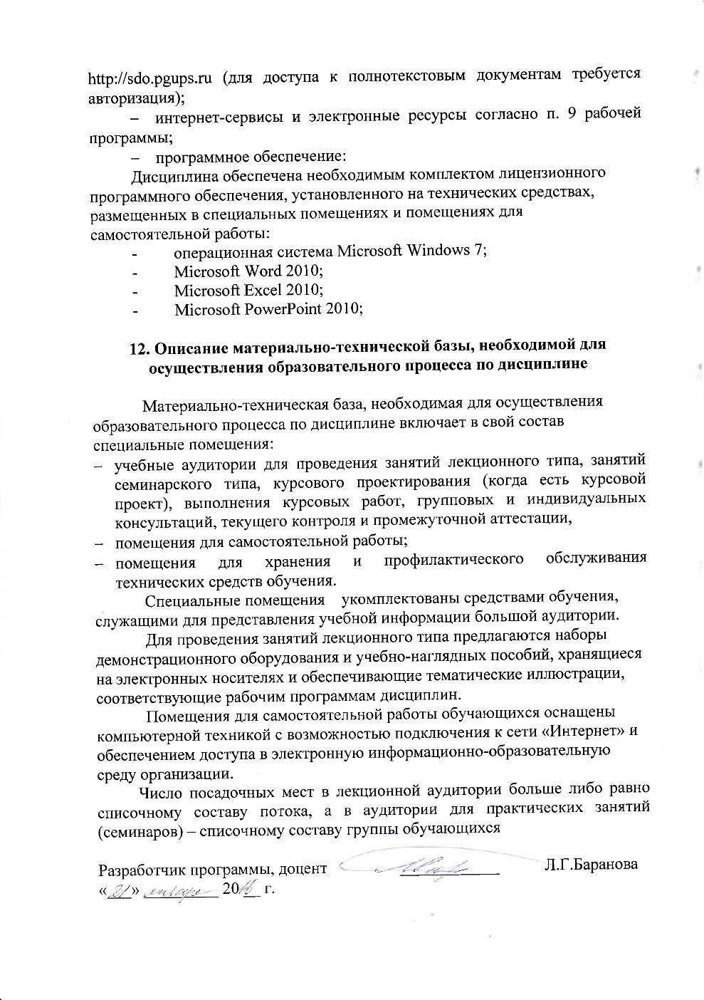 http://sdo.pgups.ru (для доступа к полнотекстовым документам требуется
авторизация);
– интернет-сервисы и электронные ресурсы согласно п. 9 рабочей
программы;
– программное обеспечение:
Дисциплина обеспечена необходимым комплектом лицензионного
программного обеспечения, установленного на технических средствах,
размещенных в специальных помещениях и помещениях для
самостоятельной работы:
- операционная система Microsoft Windows 7;
- Microsoft Word 2010;
- Microsoft Excel 2010;
- Microsoft PowerPoint 2010;
12. Описание материально-технической базы, необходимой для
осуществления образовательного процесса по дисциплине
Материально-техническая база, необходимая для осуществления
образовательного процесса по дисциплине включает в свой состав
специальные помещения:
– учебные аудитории для проведения занятий лекционного типа, занятий
семинарского типа, курсового проектирования (когда есть курсовой
проект), выполнения курсовых работ, групповых и индивидуальных
консультаций, текущего контроля и промежуточной аттестации,
– помещения для самостоятельной работы;
– помещения для хранения и профилактического обслуживания
технических средств обучения.
Специальные помещения укомплектованы средствами обучения,
служащими для представления учебной информации большой аудитории.
Для проведения занятий лекционного типа предлагаются наборы
демонстрационного оборудования и учебно-наглядных пособий, хранящиеся
на электронных носителях и обеспечивающие тематические иллюстрации,
соответствующие рабочим программам дисциплин.
Помещения для самостоятельной работы обучающихся оснащены
компьютерной техникой с возможностью подключения к сети «Интернет» и
обеспечением доступа в электронную информационно-образовательную
среду организации.
Число посадочных мест в лекционной аудитории больше либо равно
списочному составу потока, а в аудитории для практических занятий
(семинаров) – списочному составу группы обучающихся
Разработчик программы, доцент Л.Г.Баранова
«21» января 2016 г.